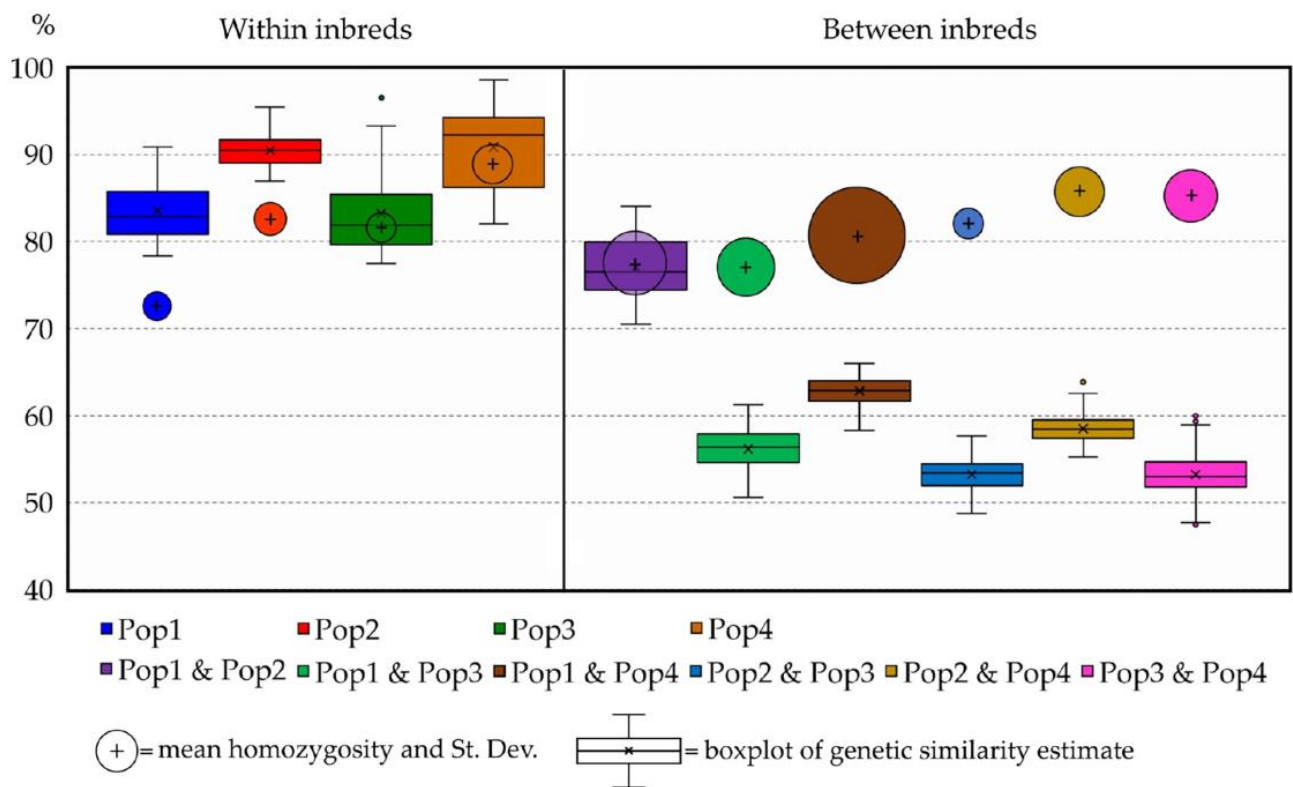 %
Within inbreds
Between inbreds
100
90
80
70
60
50
40
Pop1 Pop2 Pop3 Pop4
Pop1 & Pop2 Pop1 & Pop3 Pop1 & Pop4 Pop2 & Pop3 Pop2 & Pop4 Pop3 & Pop4
= mean homozygosity and St. Dev. = boxplot of genetic similarity estimate